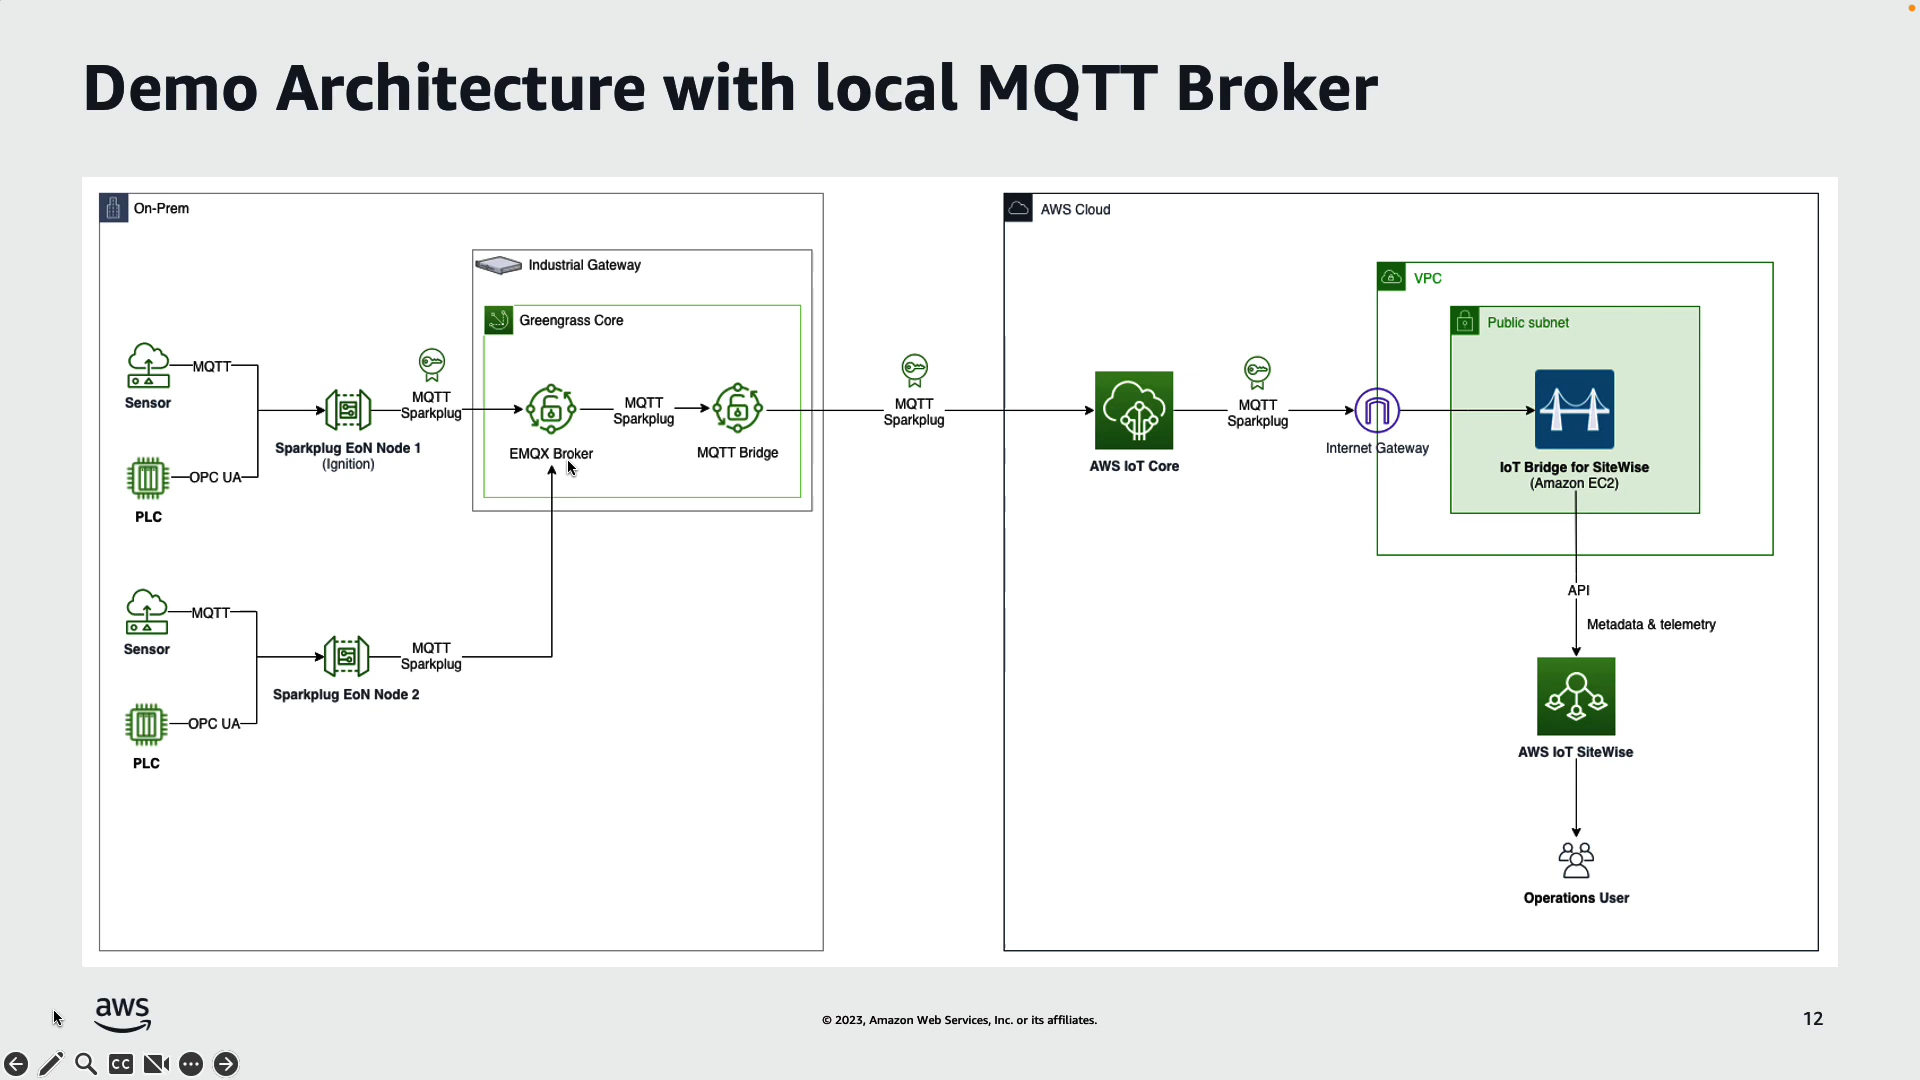 Demo Architecture with local MQTT Broker
On-Prem
Industrial Gateway
Greengrass Core
Sensor
MQTT
PLC
OPC UA
Sparkplug EoN Node 1
(Ignition)
MQTT
Sparkplug
EMQX Broker
MQTT
Sparkplug
MQTT Bridge
Sensor
MQTT
PLC
OPC UA
Sparkplug EoN Node 2
MQTT
Sparkplug
MQTT
Sparkplug
AWS Cloud
AWS IoT Core
MQTT
Sparkplug
Internet Gateway
VPC
Public subnet
IoT Bridge for SiteWise
(Amazon EC2)
API
Metadata & telemetry
AWS IoT SiteWise
Operations User
aws
© 2023, Amazon Web Services, Inc. or its affiliates.
12
CC